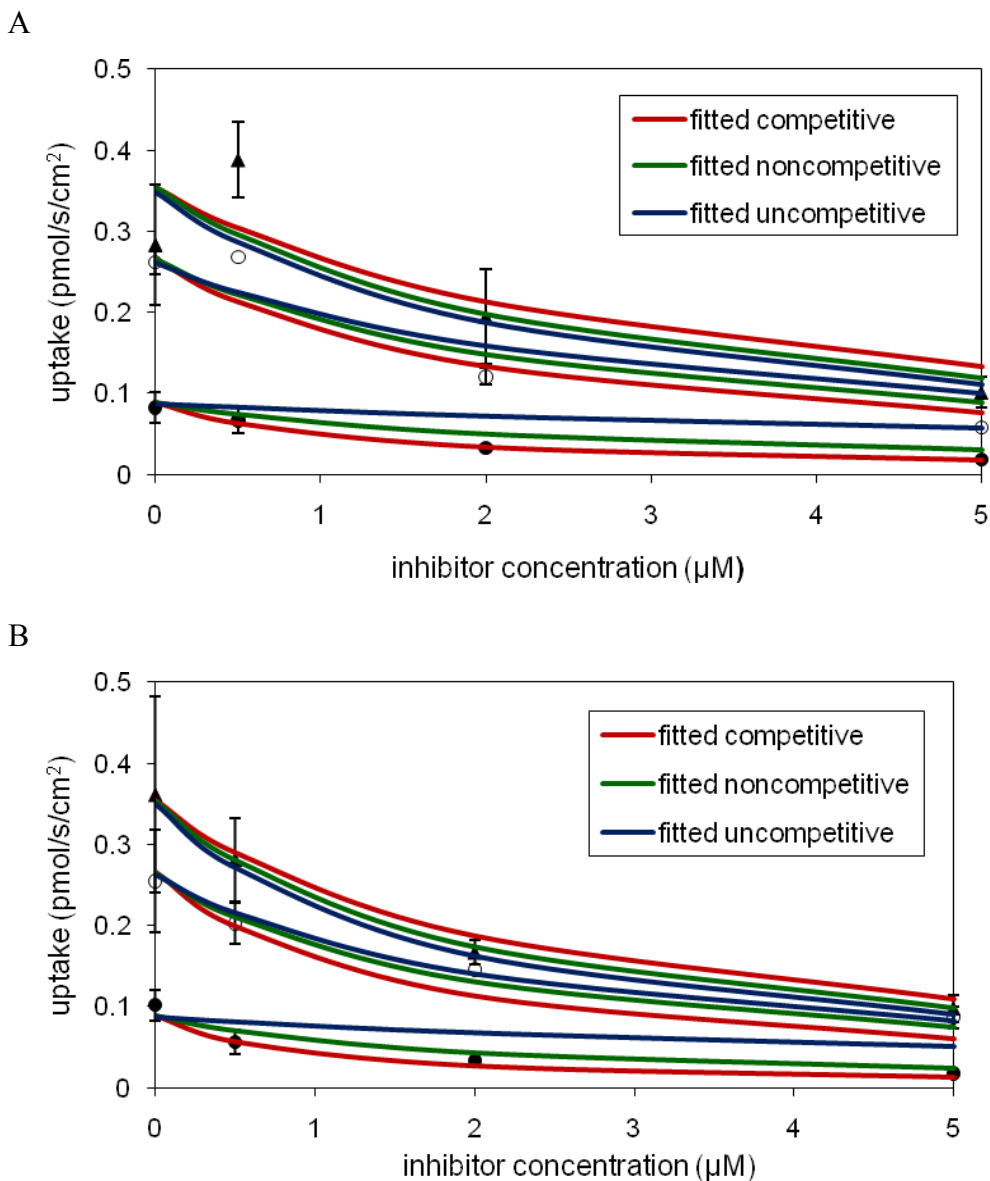 A
uptake (pmol/s/cm²)
0.5
0.4
0.3
0.2
0.1
0
fitted competitive
fitted noncompetitive
fitted uncompetitive
0 1 2 3 4 5
inhibitor concentration (µM)
B
uptake (pmol/s/cm²)
0.5
0.4
0.3
0.2
0.1
0
fitted competitive
fitted noncompetitive
fitted uncompetitive
0 1 2 3 4 5
inhibitor concentration (µM)